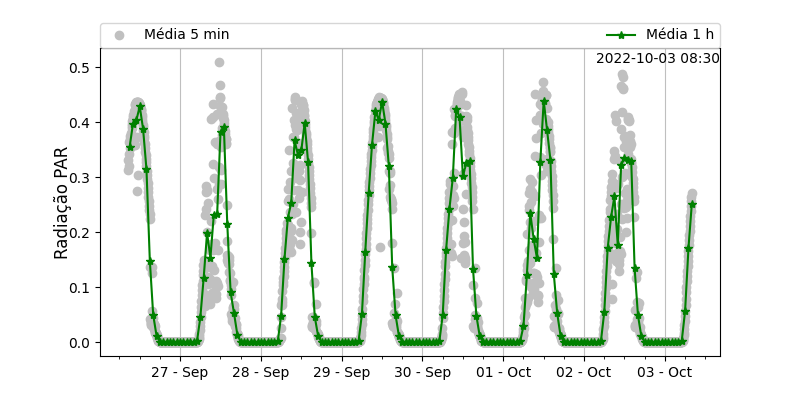 Média 5 min
Média 1 h
2022-10-03 08:30
Radiação PAR
0.5
0.4
0.3
0.2
0.1
0.0
27 - Sep
28 - Sep
29 - Sep
30 - Sep
01 - Oct
02 - Oct
03 - Oct